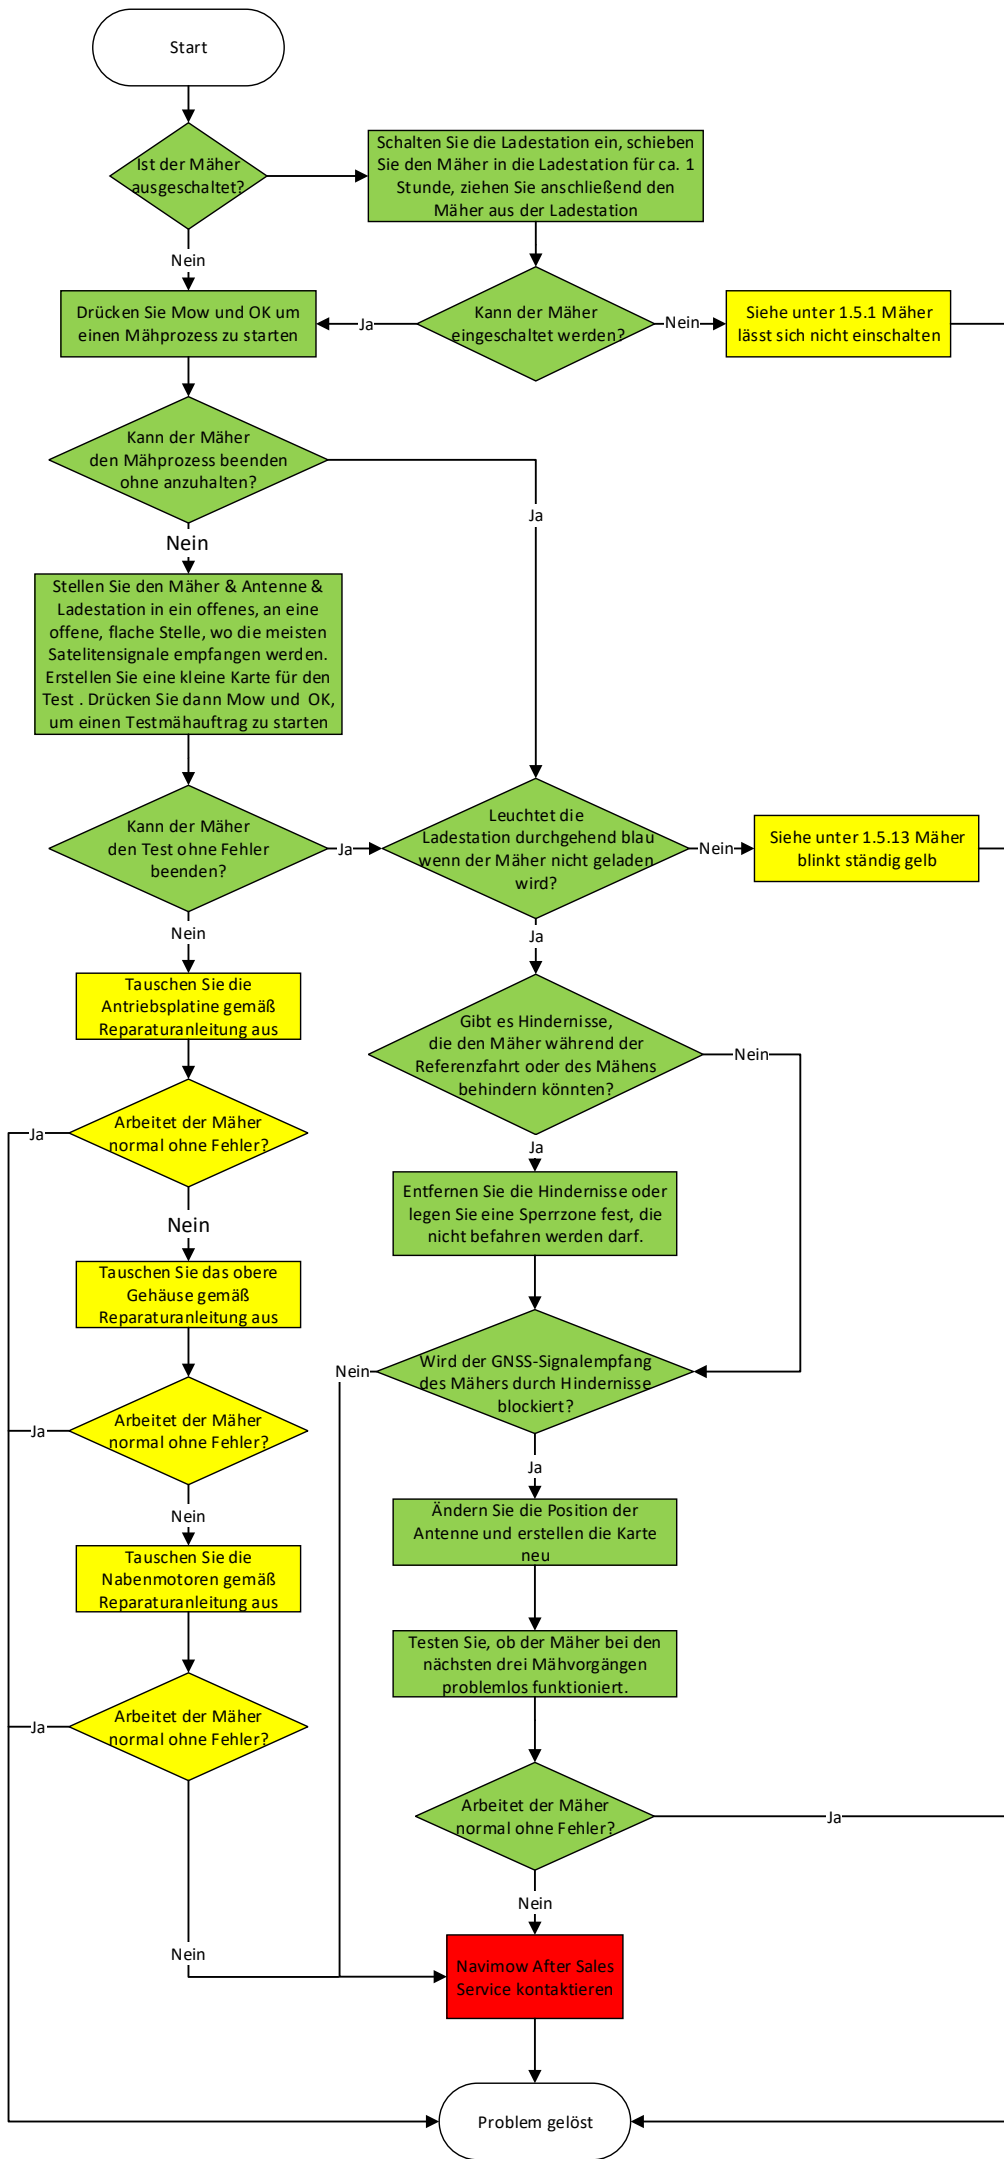 Start
Ist der Mäher
ausgeschaltet?
Schalten Sie die Ladestation ein, schieben
Sie den Mäher in die Ladestation für ca. 1
Stunde, ziehen Sie anschließend den
Mäher aus der Ladestation
Nein
Drücken Sie Mow und OK um
einen Mähprozess zu starten
Ja
Kann der Mäher
eingeschaltet werden?
Nein
Siehe unter 1.5.1 Mäher
lässt sich nicht einschalten
Kann der Mäher
den Mähprozess beenden
ohne anzuhalten?
Ja
Nein
Stellen Sie den Mäher & Antenne &
Ladestation in ein offenes, an eine
offene, flache Stelle, wo die meisten
Satelitensignale empfangen werden.
Erstellen Sie eine kleine Karte für den
Test . Drücken Sie dann Mow und OK,
um einen Testmähauftrag zu starten
Kann der Mäher
den Test ohne Fehler
beenden?
Ja
Leuchtet die
Ladestation durchgehend blau
wenn der Mäher nicht geladen
wird?
Nein
Siehe unter 1.5.13 Mäher
blinkt ständig gelb
Nein
Ja
Tauschen Sie die
Antriebsplatine gemäß
Reparaturanleitung aus
Gibt es Hindernisse,
die den Mäher während der
Referenzfahrt oder des Mähens
behindern könnten?
Nein
Ja
Arbeitet der Mäher
normal ohne Fehler?
Ja
Entfernen Sie die Hindernisse oder
legen Sie eine Sperrzone fest, die
nicht befahren werden darf.
Nein
Tauschen Sie das obere
Gehäuse gemäß
Reparaturanleitung aus
Nein
Wird der GNSS-Signalempfang
des Mähers durch Hindernisse
blockiert?
Ja
Arbeitet der Mäher
normal ohne Fehler?
Ja
Nein
Ändern Sie die Position der
Antenne und erstellen die Karte
neu
Tauschen Sie die
Nabenmotoren gemäß
Reparaturanleitung aus
Testen Sie, ob der Mäher bei den
nächsten drei Mähvorgängen
problemlos funktioniert.
Ja
Arbeitet der Mäher
normal ohne Fehler?
Arbeitet der Mäher
normal ohne Fehler?
Ja
Nein
Nein
Navimow After Sales
Service kontaktieren
Problem gelöst